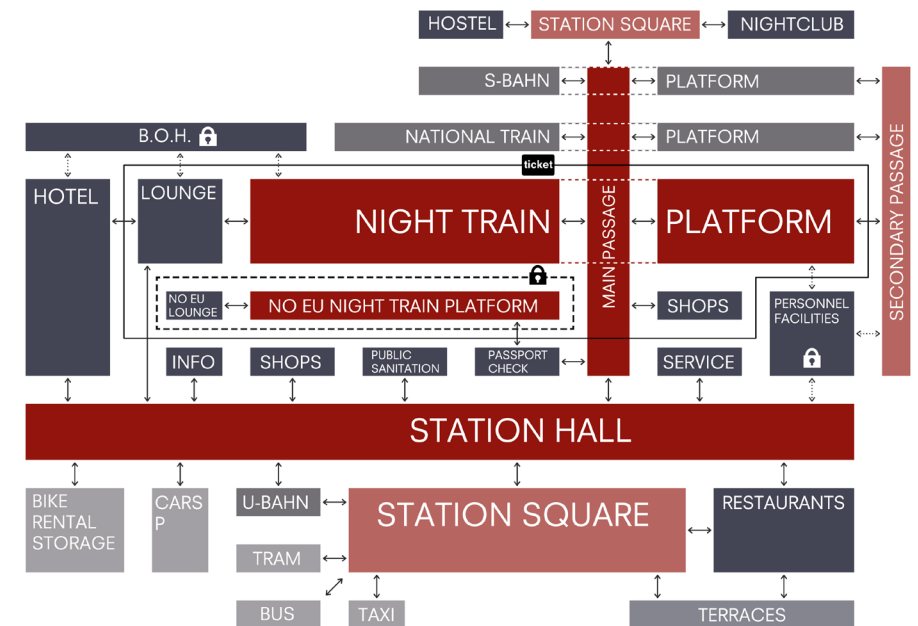 HOSTEL
STATION SQUARE
NIGHTCLUB
S-BAHN
PLATFORM
B.O.H.
NATIONAL TRAIN
PLATFORM
ticket
HOTEL
LOUNGE
NIGHT TRAIN
MAIN PASSAGE
PLATFORM
SECONDARY PASSAGE
NO EU
LOUNGE
NO EU NIGHT TRAIN PLATFORM
SHOPS
PERSONNEL
FACILITIES
INFO
SHOPS
PUBLIC
SANITATION
PASSPORT
CHECK
SERVICE
STATION HALL
BIKE
RENTAL
STORAGE
CARS
P
U-BAHN
STATION SQUARE
RESTAURANTS
TRAM
BUS
TAXI
TERRACES